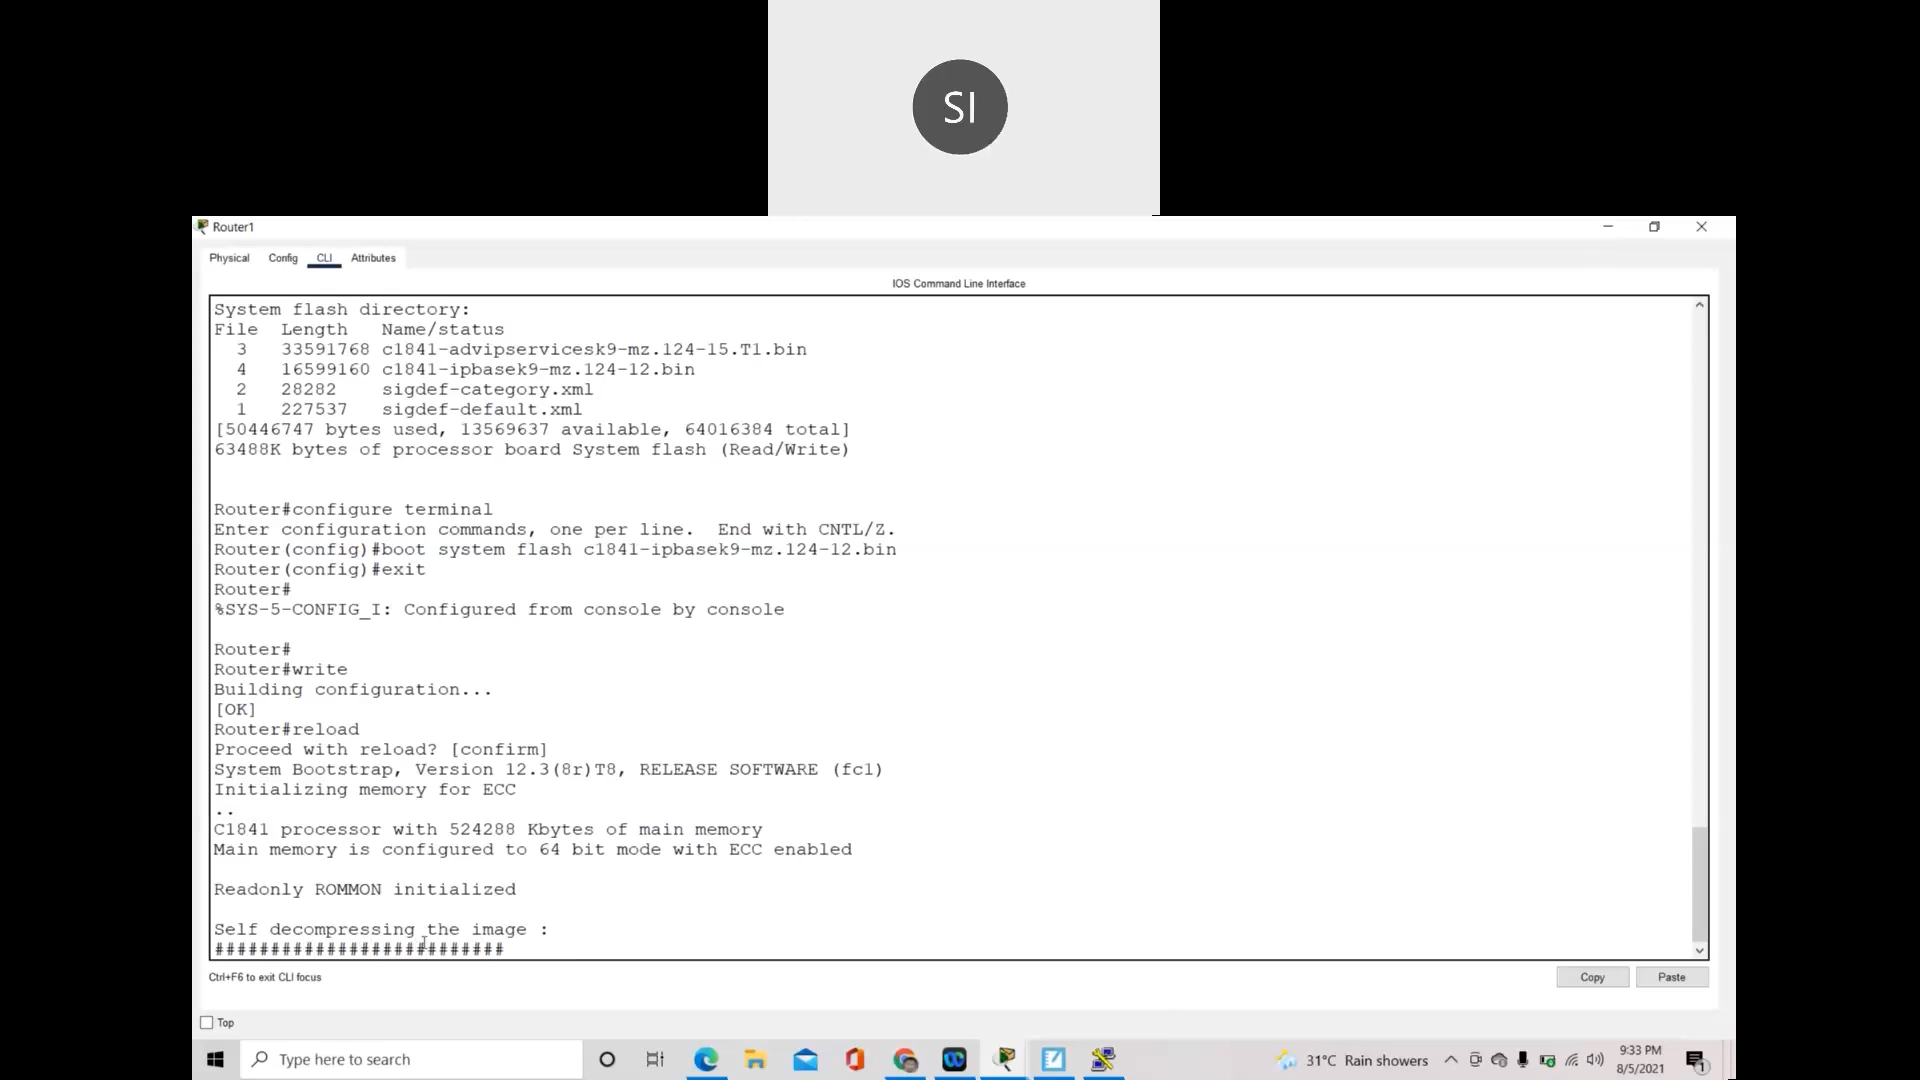 SI
Router1
Physical Config CLI Attributes
IOS Command Line Interface
System flash directory:
File  Length   Name/status
  3   33591768 c1841-advipservicesk9-mz.124-15.T1.bin
  4   16599160 c1841-ipbasek9-mz.124-12.bin
  2   28282    sigdef-category.xml
  1   227537   sigdef-default.xml
[50446747 bytes used, 13569637 available, 64016384 total]
63488K bytes of processor board System flash (Read/Write)
Router#configure terminal
Enter configuration commands, one per line.  End with CNTL/Z.
Router(config)#boot system flash c1841-ipbasek9-mz.124-12.bin
Router(config)#exit
Router#
%SYS-5-CONFIG_I: Configured from console by console
Router#
Router#write
Building configuration...
[OK]
Router#reload
Proceed with reload? [confirm]
System Bootstrap, Version 12.3(8r)T8, RELEASE SOFTWARE (fc1)
Initializing memory for ECC
..
C1841 processor with 524288 Kbytes of main memory
Main memory is configured to 64 bit mode with ECC enabled
Readonly ROMMON initialized
Self decompressing the image :
##########################
Ctrl+F6 to exit CLI focus
Copy Paste
Top
Type here to search
31°C Rain showers
9:33 PM
8/5/2021
1